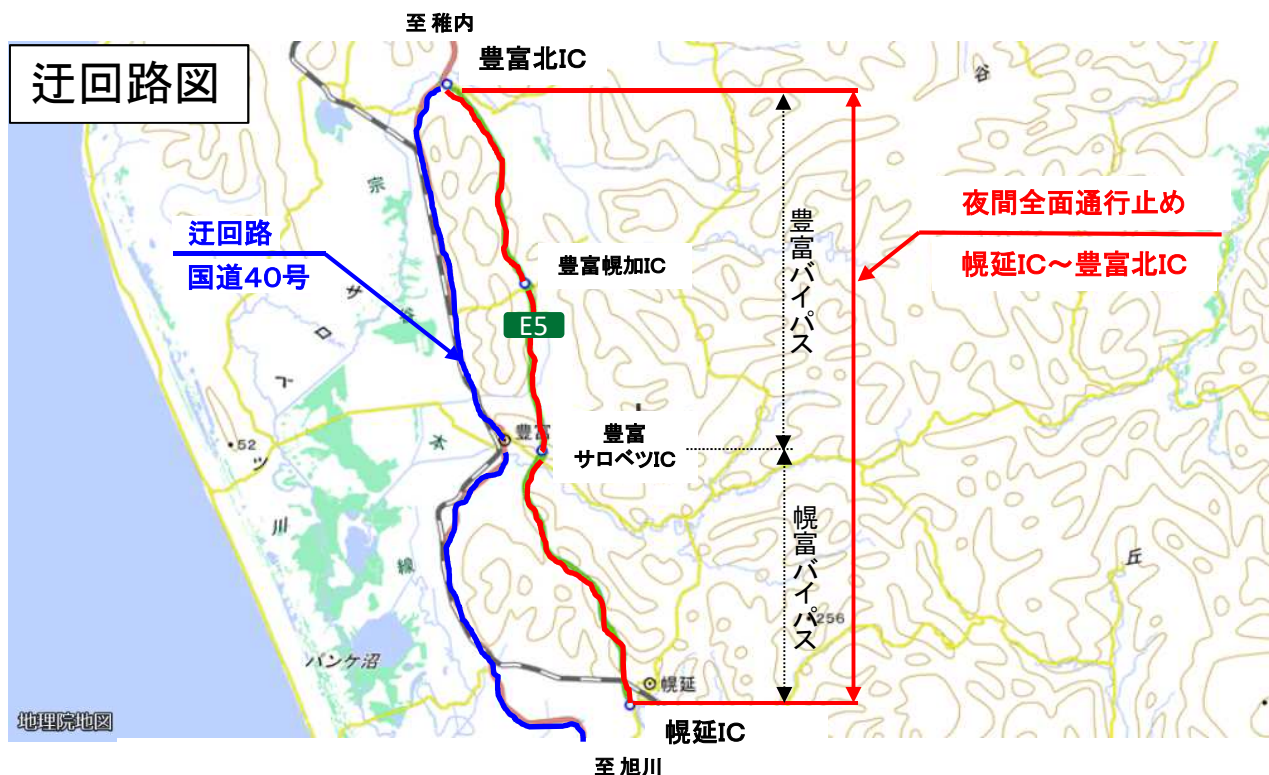 至 稚内
迂回路図
豊富北IC
谷
宗
谷
本
線
サ
ロ
ベ
ツ
川
迂回路
国道40号
豊富幌加IC
E5
豊富バイパス
夜間全面通行止め
幌延IC～豊富北IC
豊富
豊富
サロベツIC
52
幌富バイパス
丘
256
パンケ沼
幌延
幌延IC
地理院地図
至 旭川